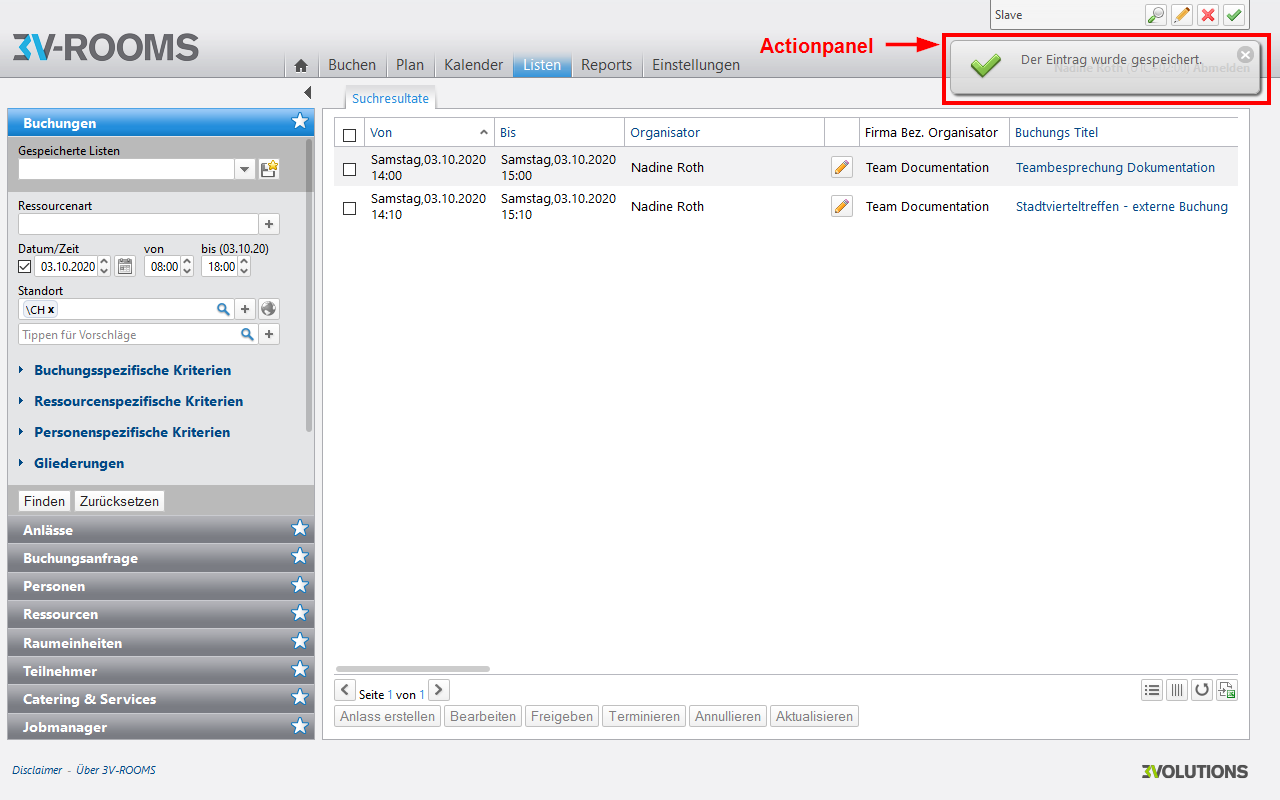 Slave
3V-ROOMS
Actionpanel
Der Eintrag wurde gespeichert.
Nadine Roth (UTC+02:00) Abmelden
Buchen Plan Kalender Listen Reports Einstellungen
Suchresultate
Buchungen
Gespeicherte Listen
Ressourcenart
Datum/Zeit von bis (03.10.20)
03.10.2020 08:00 18:00
Standort
\CH x
Tippen für Vorschläge
Buchungsspezifische Kriterien
Ressourcenspezifische Kriterien
Personenspezifische Kriterien
Gliederungen
Finden Zurücksetzen
Anlässe
Buchungsanfrage
Personen
Ressourcen
Raumeinheiten
Teilnehmer
Catering & Services
Jobmanager
Von Bis Organisator Firma Bez. Organisator Buchungs Titel
Samstag,03.10.2020 Samstag,03.10.2020
14:00 15:00 Nadine Roth Team Documentation Teambesprechung Dokumentation
Samstag,03.10.2020 Samstag,03.10.2020
14:10 15:10 Nadine Roth Team Documentation Stadtvierteltreffen - externe Buchung
Seite 1 von 1
Anlass erstellen Bearbeiten Freigeben Terminieren Annullieren Aktualisieren
Disclaimer - Über 3V-ROOMS
3VOLUTIONS